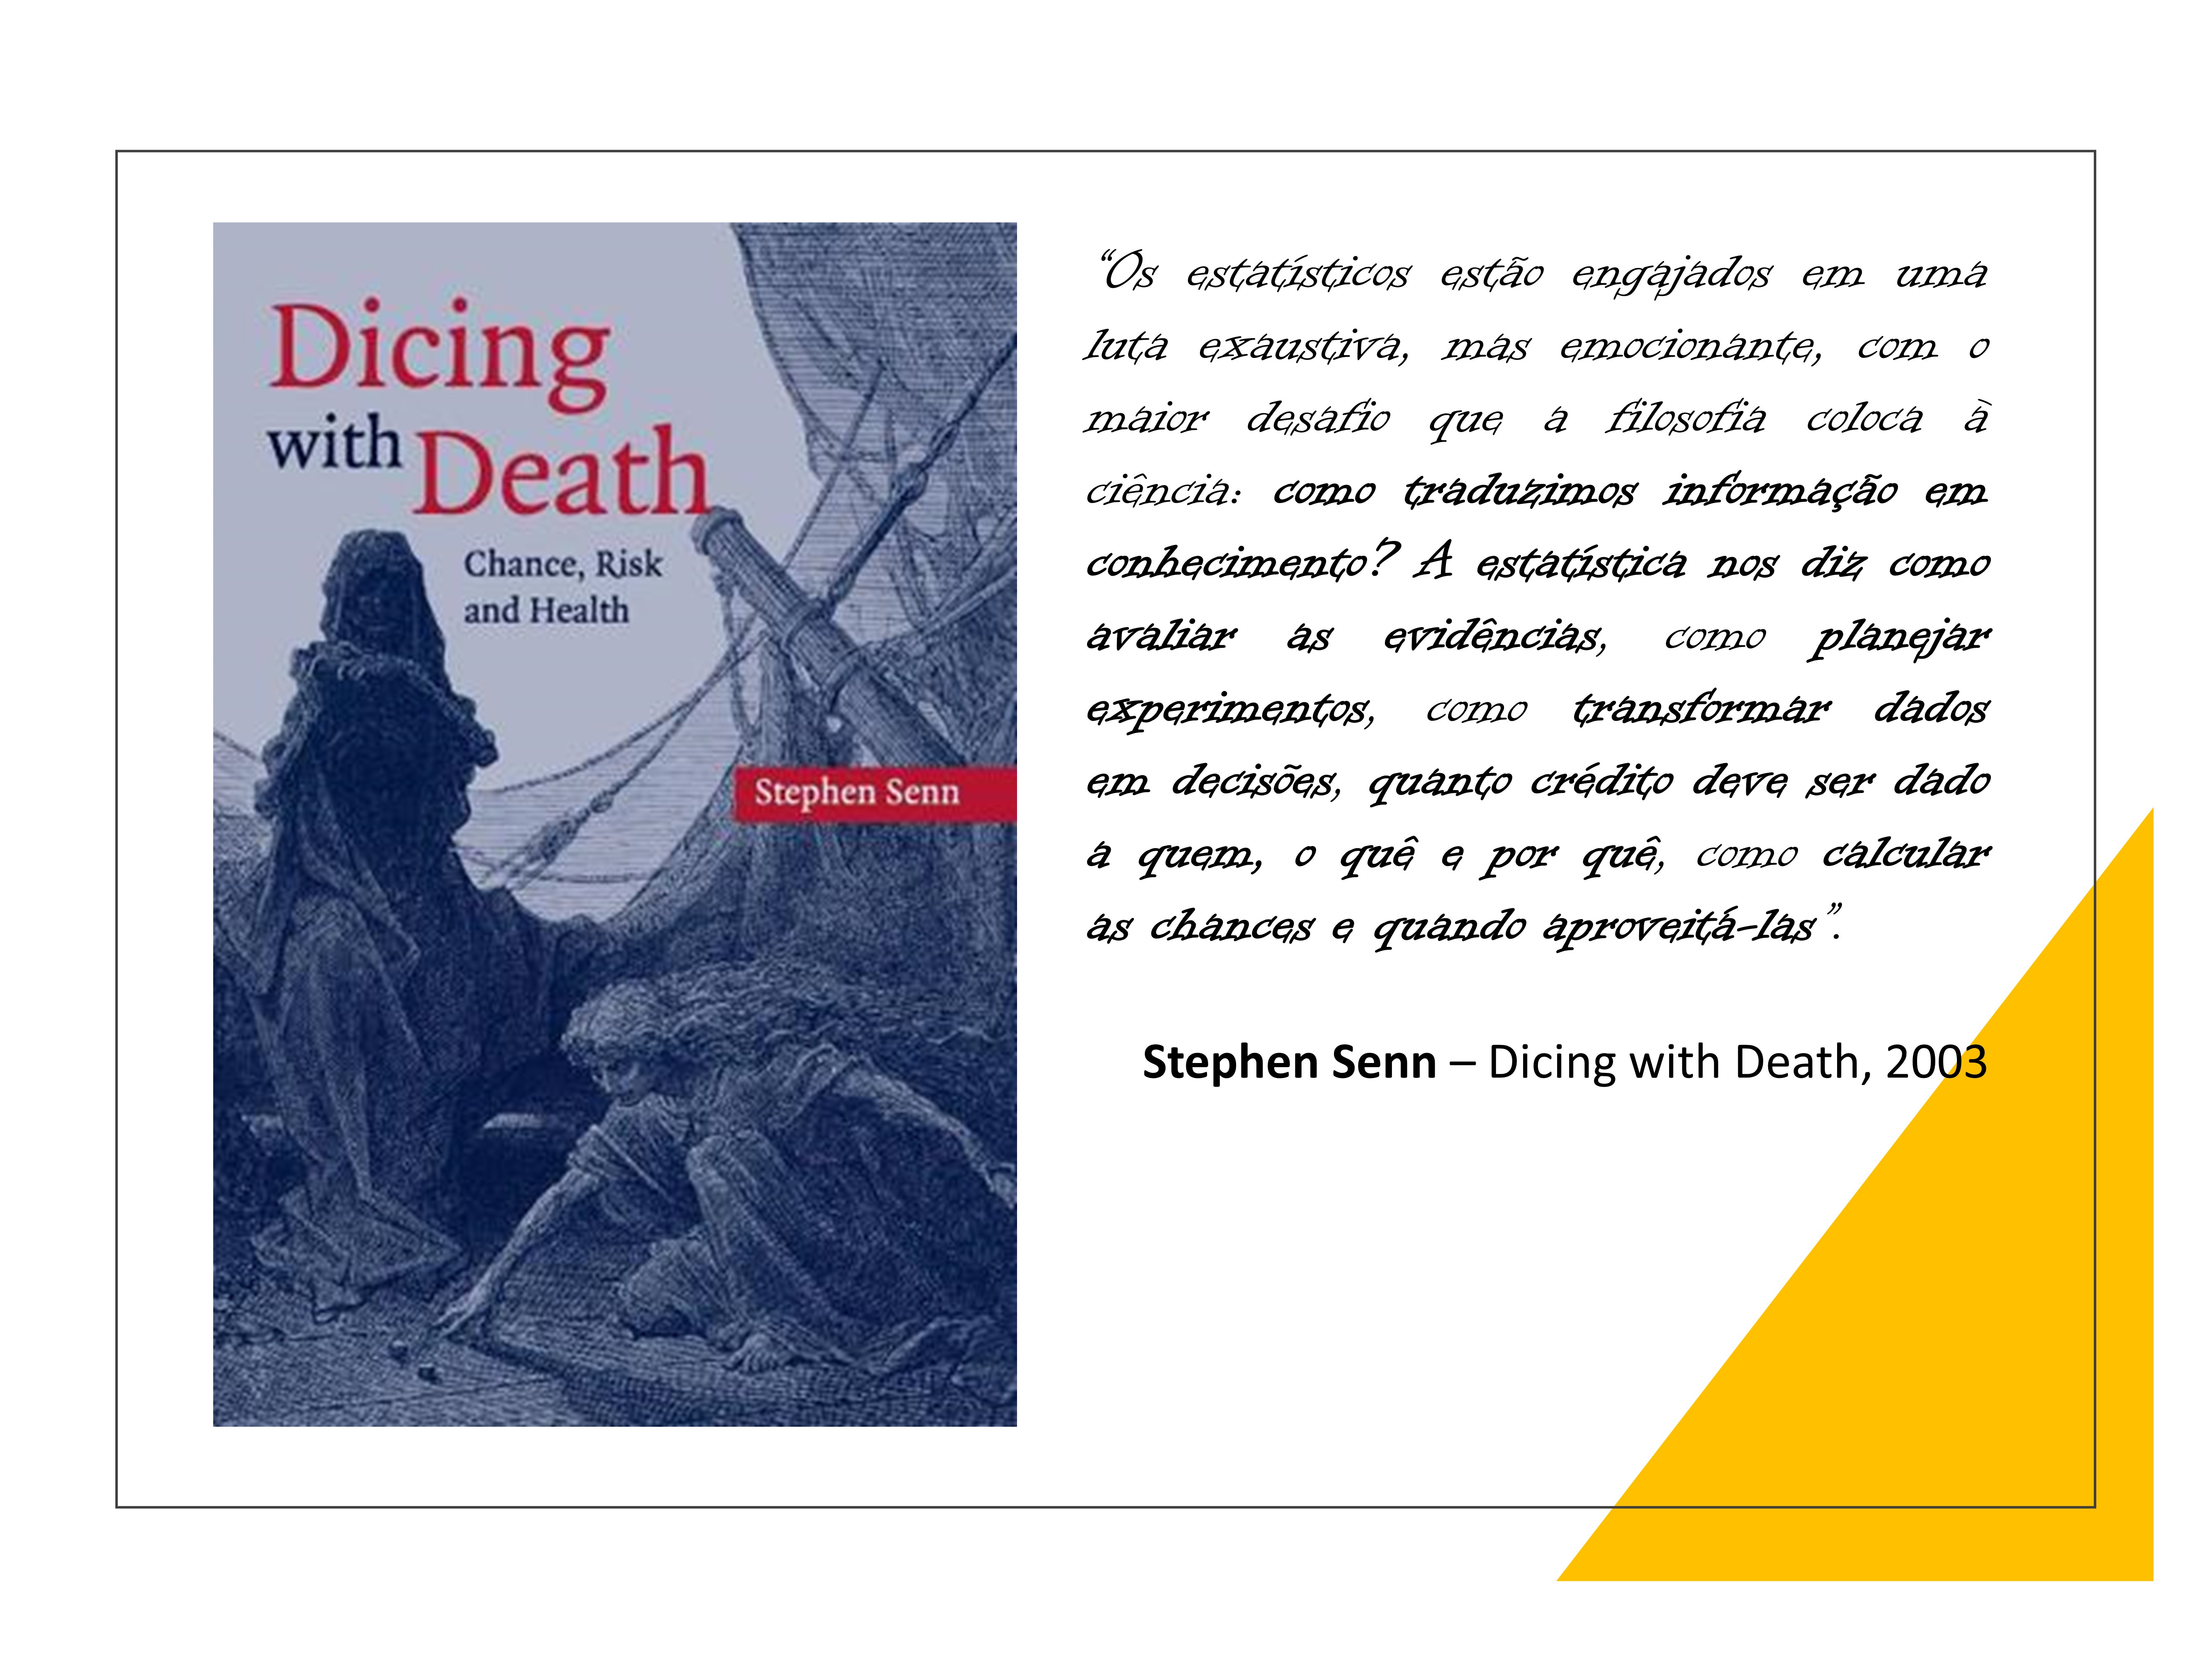 Dicing
with Death
Chance, Risk
and Health
Stephen Senn
“Os estatísticos estão engajados em uma
luta exaustiva, mas emocionante, com o
maior desafio que a filosofia coloca à
ciência: como traduzimos informação em
conhecimento? A estatística nos diz como
avaliar as evidências, como planejar
experimentos, como transformar dados
em decisões, quanto crédito deve ser dado
a quem, o quê e por quê, como calcular
as chances e quando aproveitá-las”.
Stephen Senn – Dicing with Death, 2003